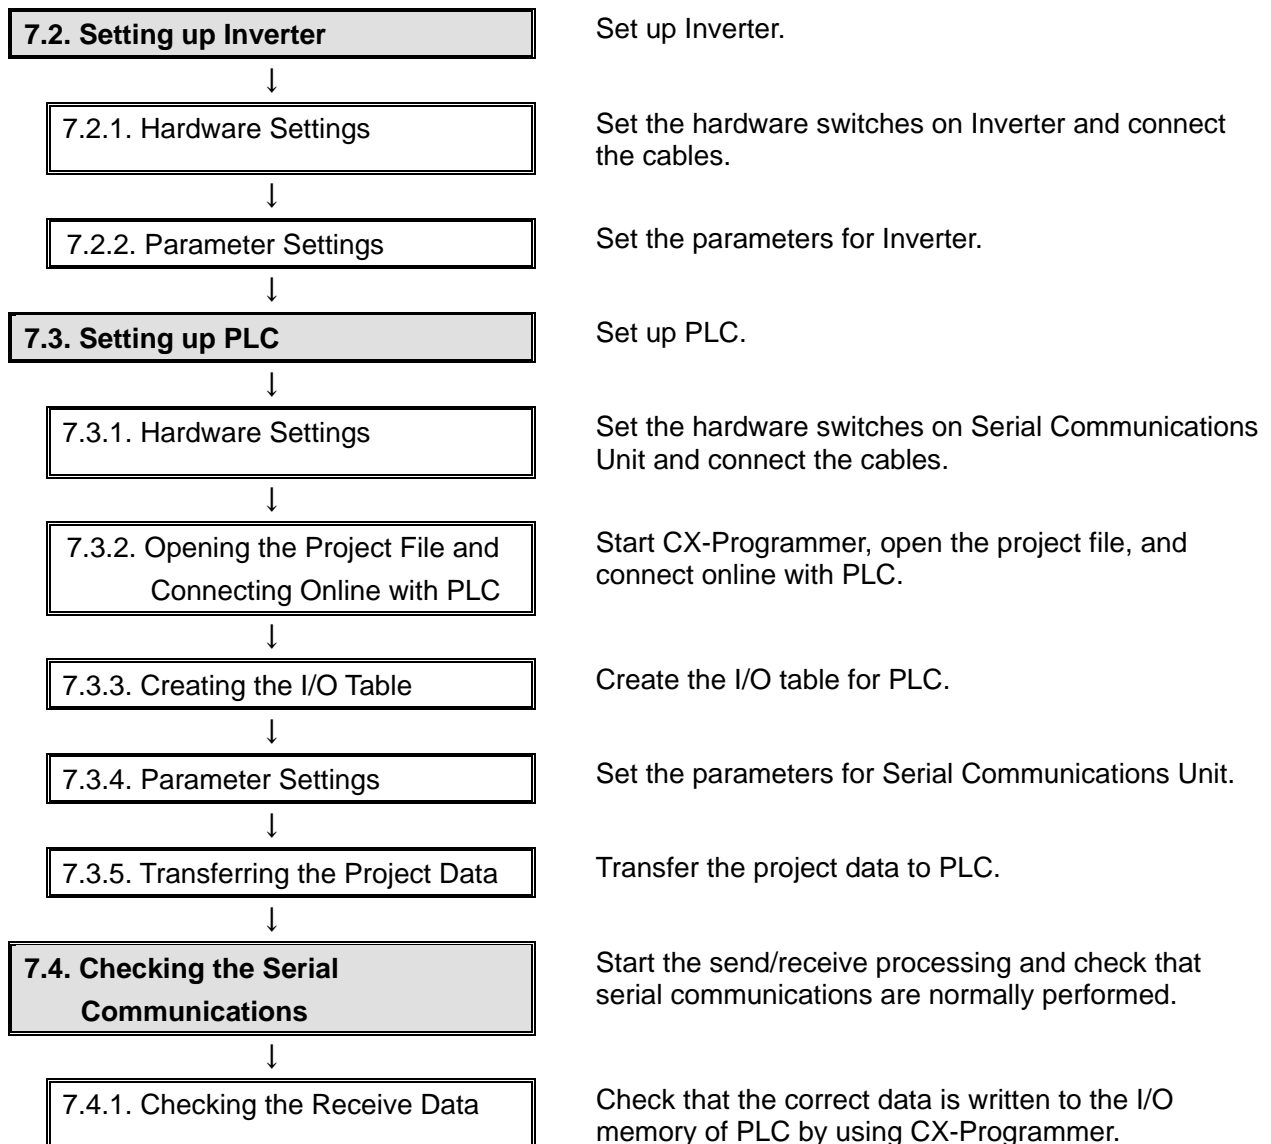 7.2. Setting up Inverter
Set up Inverter.
↓
7.2.1. Hardware Settings
Set the hardware switches on Inverter and connect
the cables.
↓
7.2.2. Parameter Settings
Set the parameters for Inverter.
↓
7.3. Setting up PLC
Set up PLC.
↓
7.3.1. Hardware Settings
Set the hardware switches on Serial Communications
Unit and connect the cables.
↓
7.3.2. Opening the Project File and
Connecting Online with PLC
Start CX-Programmer, open the project file, and
connect online with PLC.
↓
7.3.3. Creating the I/O Table
Create the I/O table for PLC.
↓
7.3.4. Parameter Settings
Set the parameters for Serial Communications Unit.
↓
7.3.5. Transferring the Project Data
Transfer the project data to PLC.
↓
7.4. Checking the Serial
Communications
Start the send/receive processing and check that
serial communications are normally performed.
↓
7.4.1. Checking the Receive Data
Check that the correct data is written to the I/O
memory of PLC by using CX-Programmer.